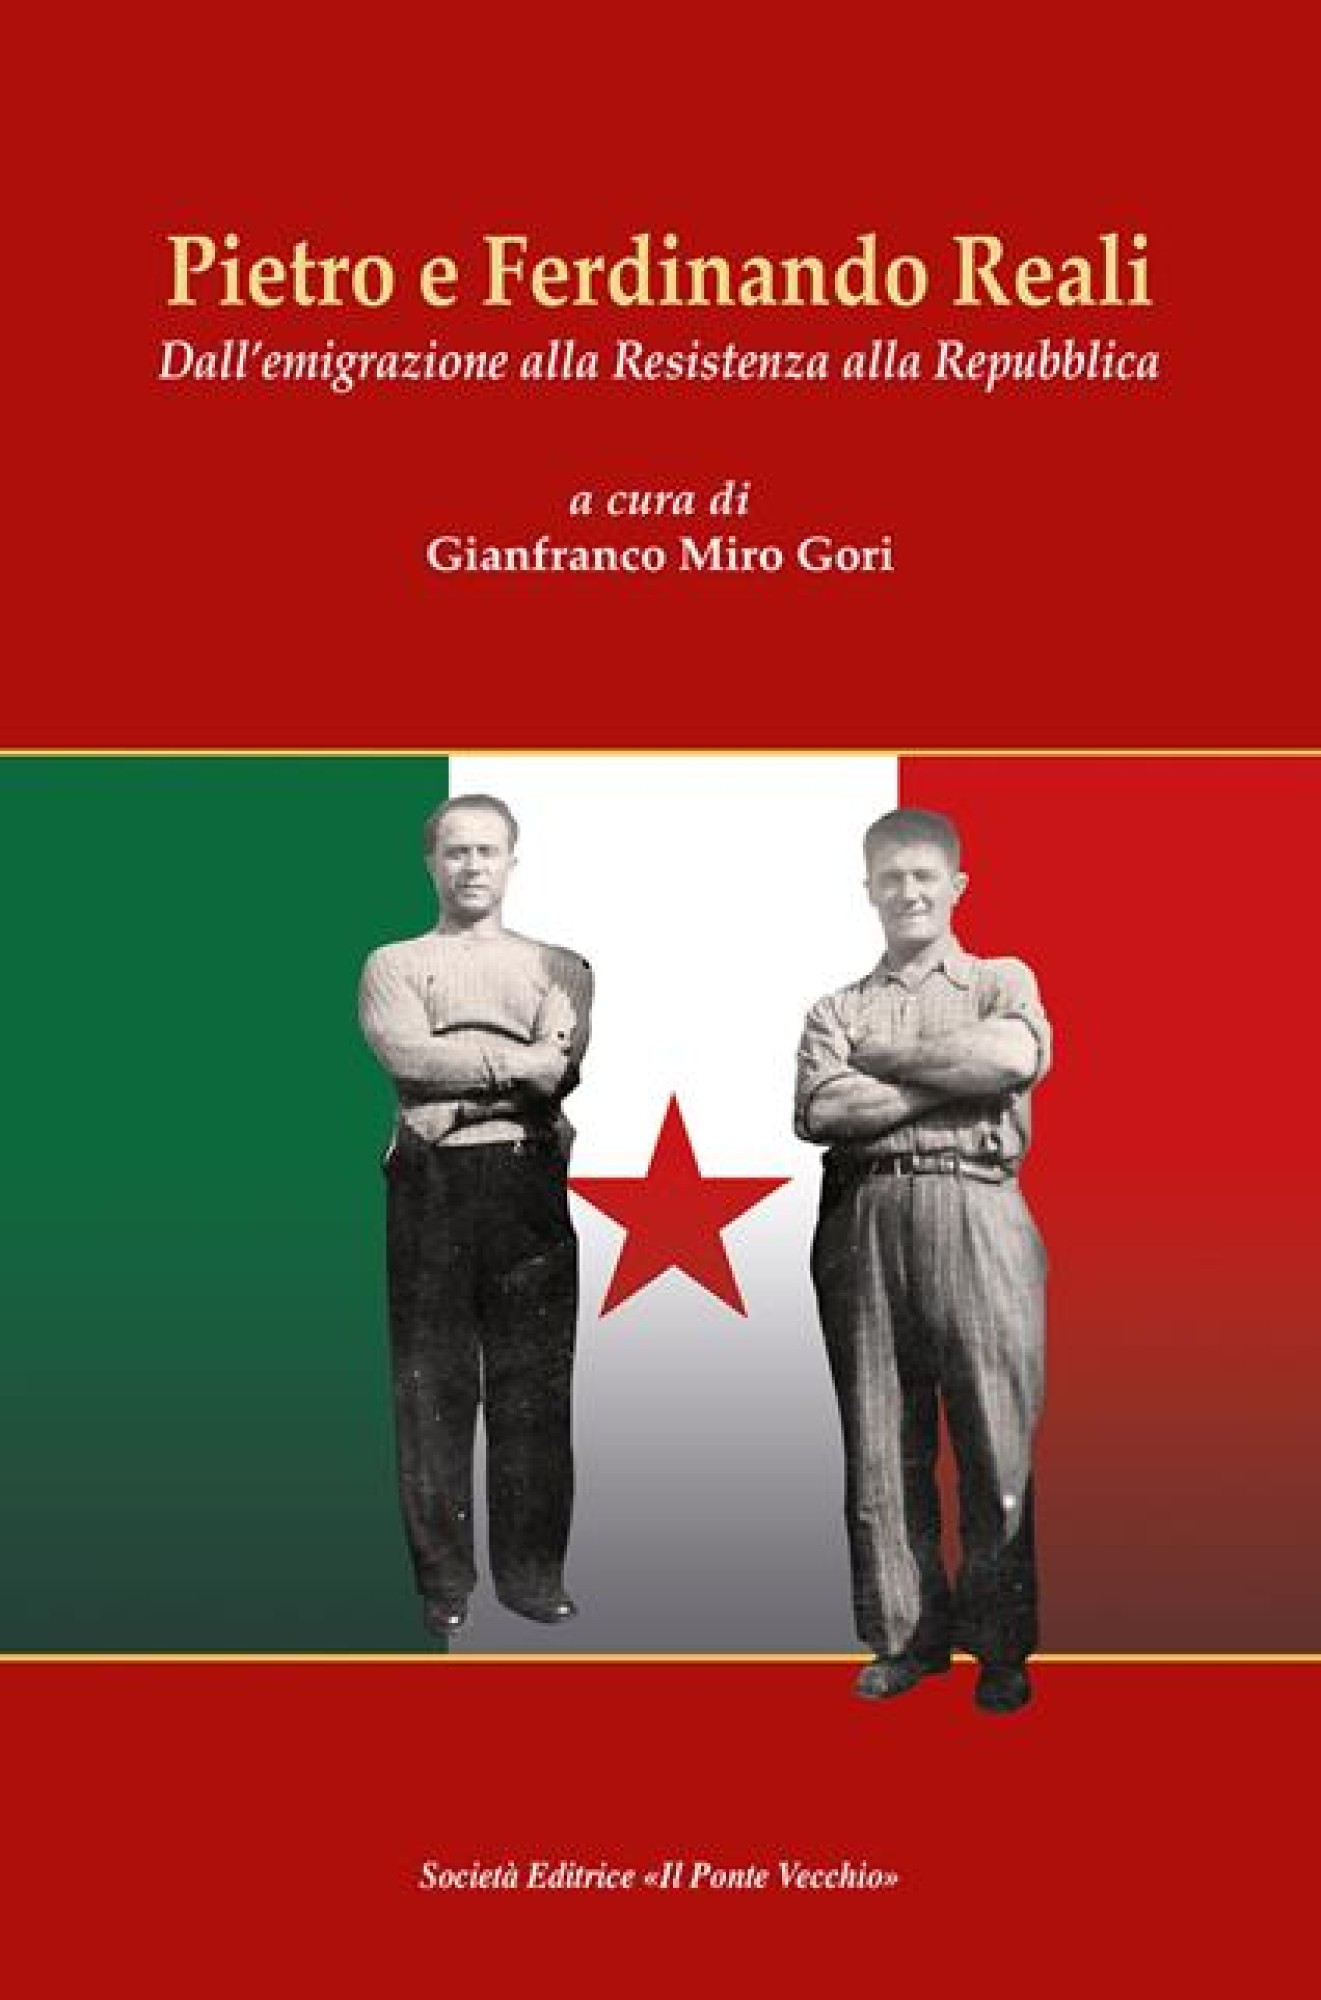 Pietro e Ferdinando Reali
Dall'emigrazione alla Resistenza alla Repubblica
a cura di
Gianfranco Miro Gori
Società Editrice «Il Ponte Vecchio»